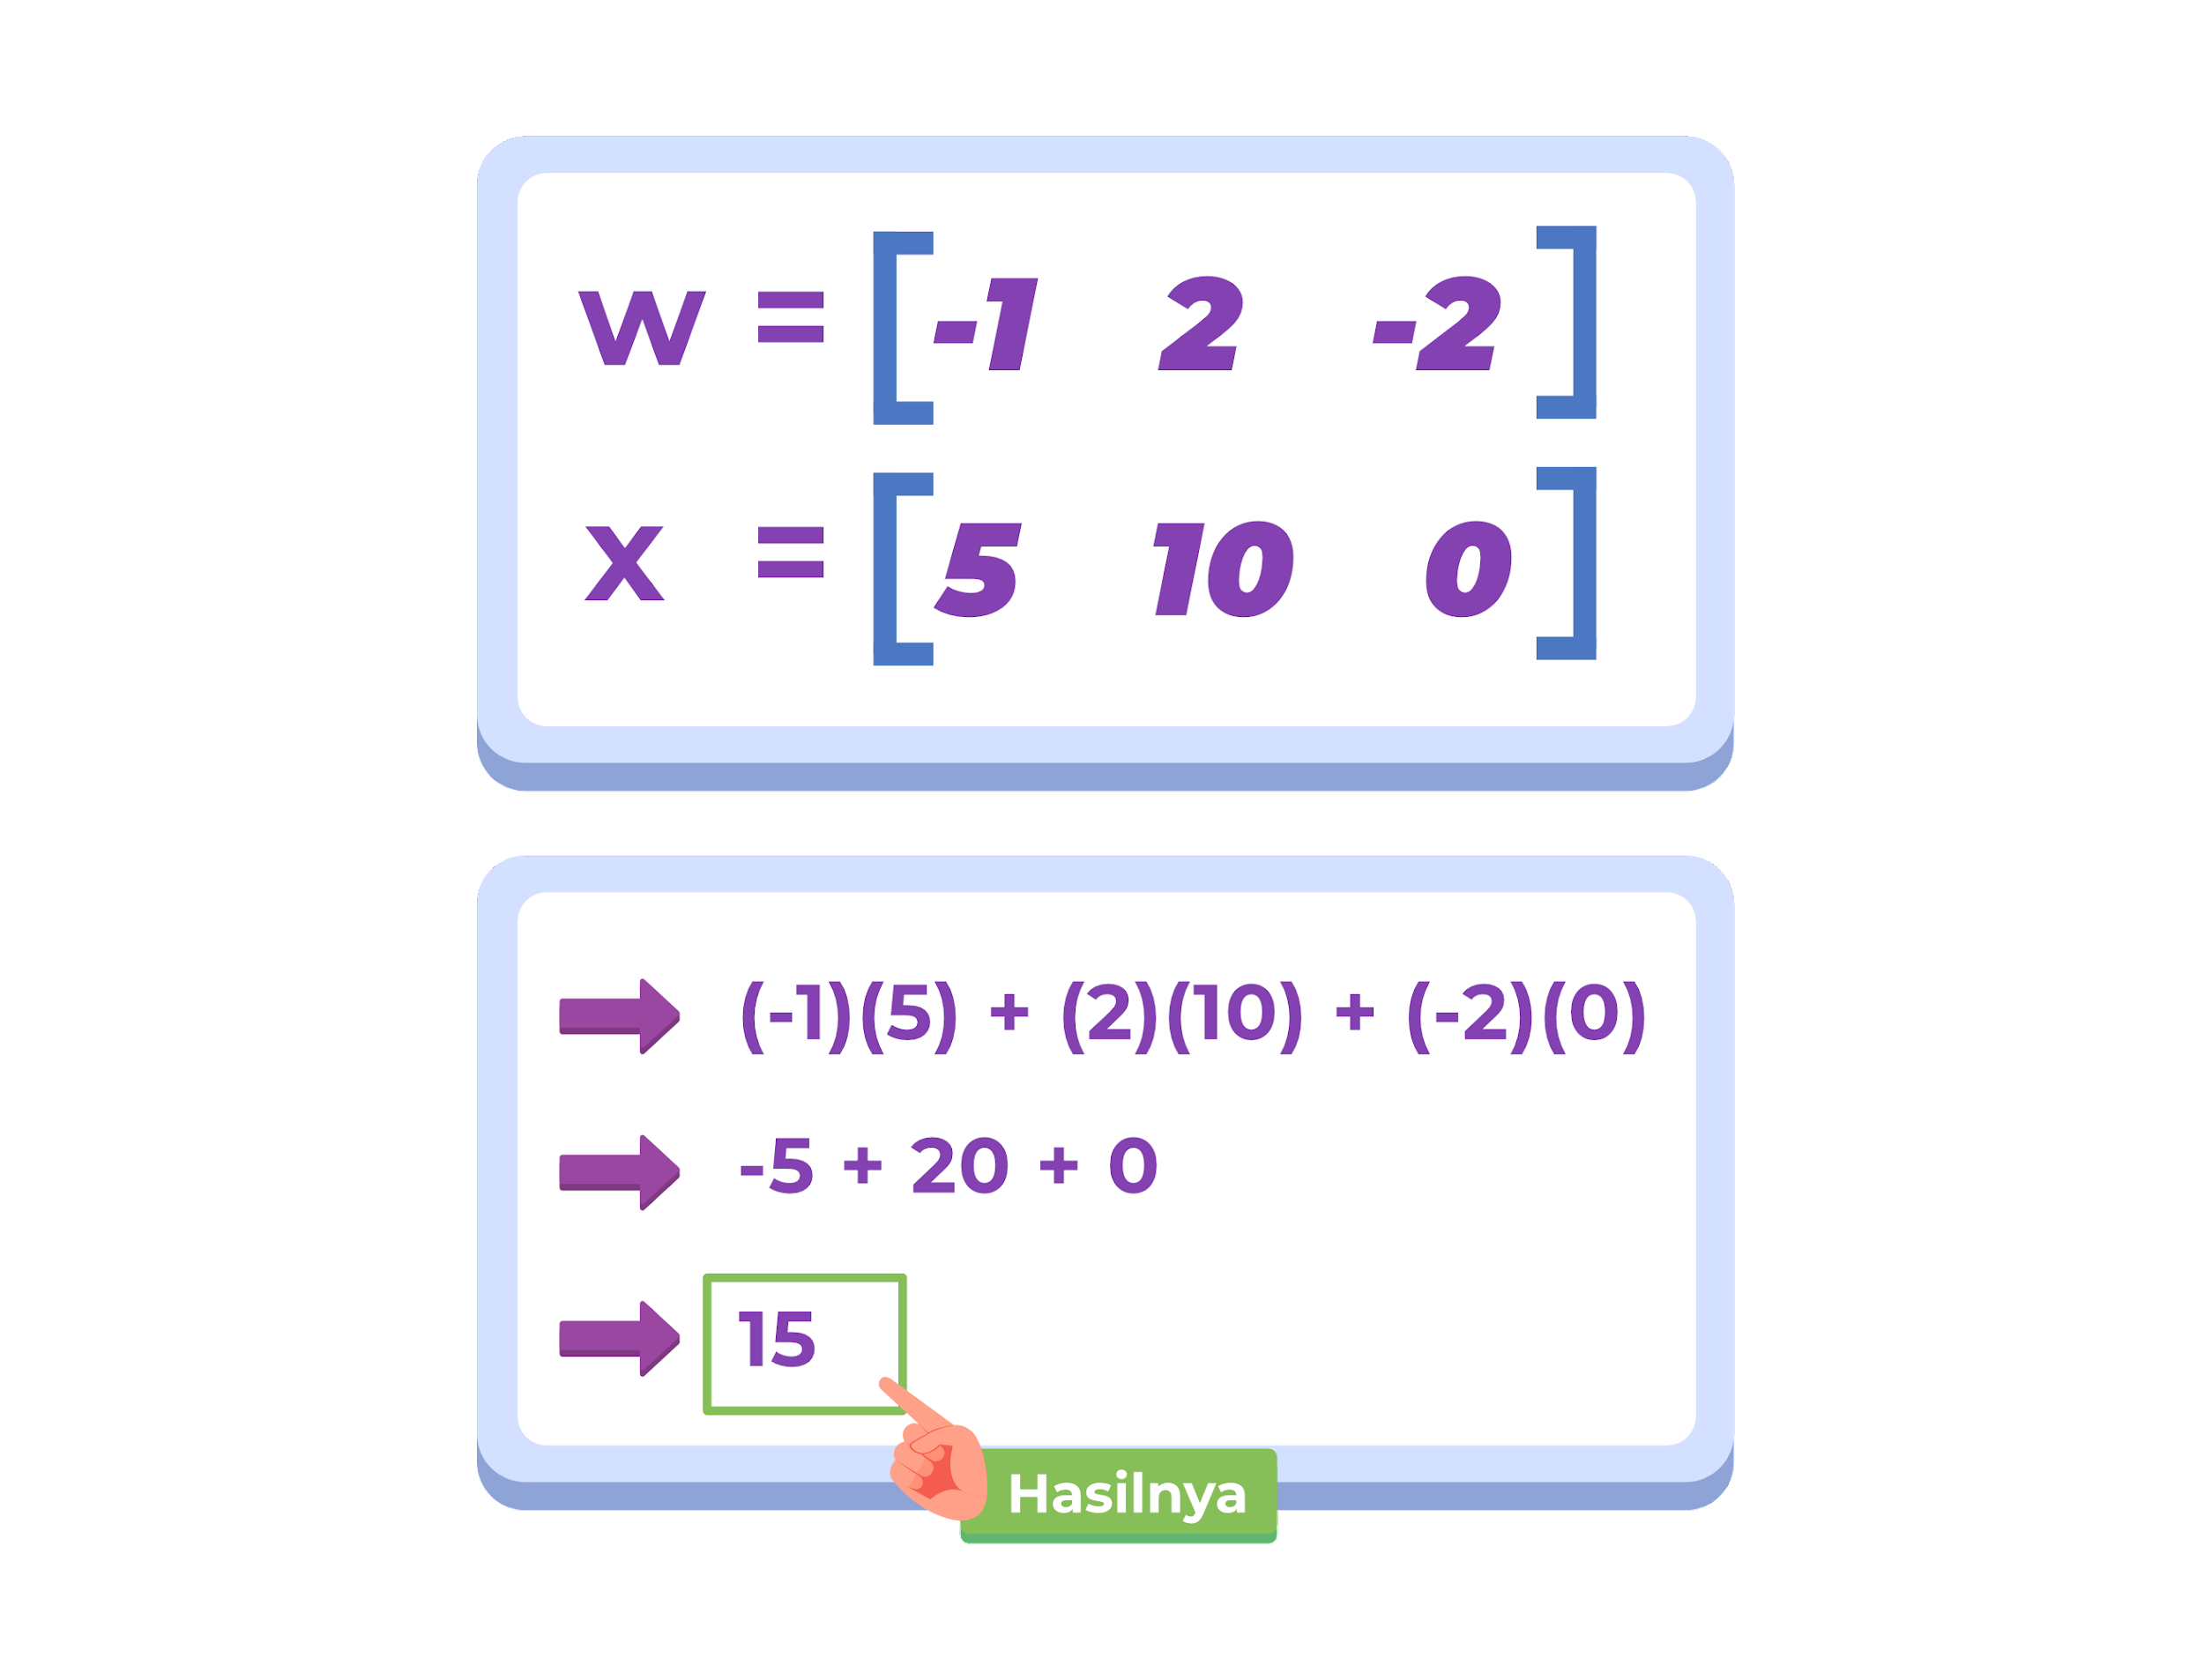 w = [-1 2 -2]
x = [5 10 0]
(-1)(5) + (2)(10) + (-2)(0)
-5 + 20 + 0
15
Hasilnya